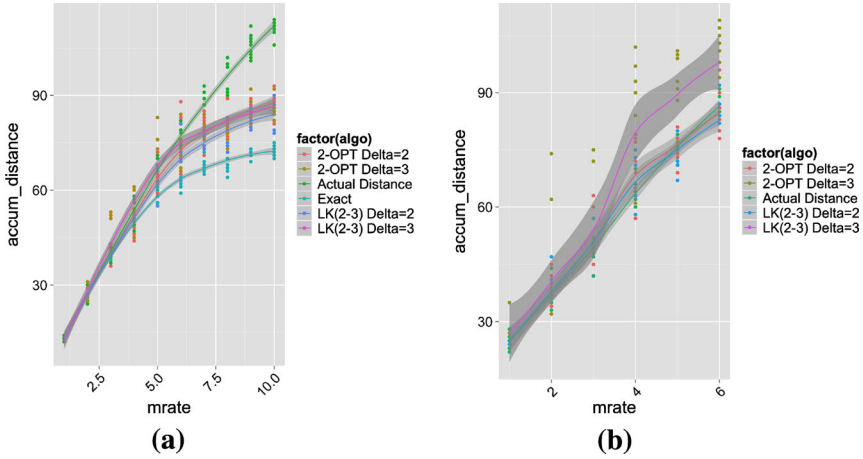 accum_distance
90
60
30
2.5
5.0
7.5
10.0
mrate
factor(algo)
2-OPT Delta=2
2-OPT Delta=3
Actual Distance
Exact
LK(2-3) Delta=2
LK(2-3) Delta=3
(a)
accum_distance
90
60
30
2
4
6
mrate
factor(algo)
2-OPT Delta=2
2-OPT Delta=3
Actual Distance
LK(2-3) Delta=2
LK(2-3) Delta=3
(b)